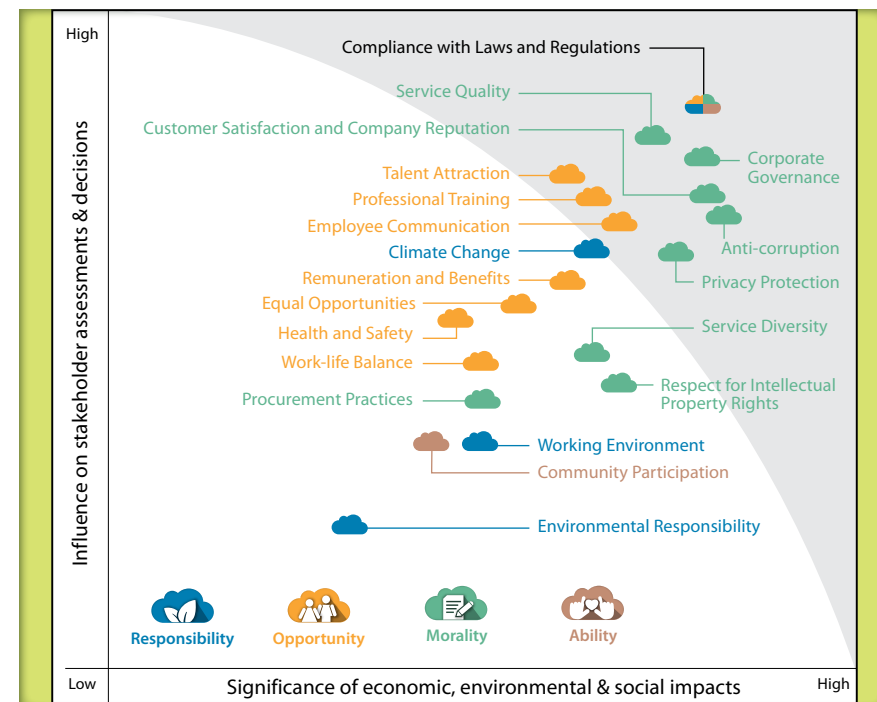 High
Influence on stakeholder assessments & decisions
Compliance with Laws and Regulations
Service Quality
Customer Satisfaction and Company Reputation
Corporate
Governance
Talent Attraction
Professional Training
Employee Communication
Climate Change
Anti-corruption
Remuneration and Benefits
Privacy Protection
Equal Opportunities
Health and Safety
Service Diversity
Work-life Balance
Respect for Intellectual
Property Rights
Procurement Practices
Working Environment
Community Participation
Environmental Responsibility
Responsibility
Opportunity
Morality
Ability
Low
Significance of economic, environmental & social impacts
High